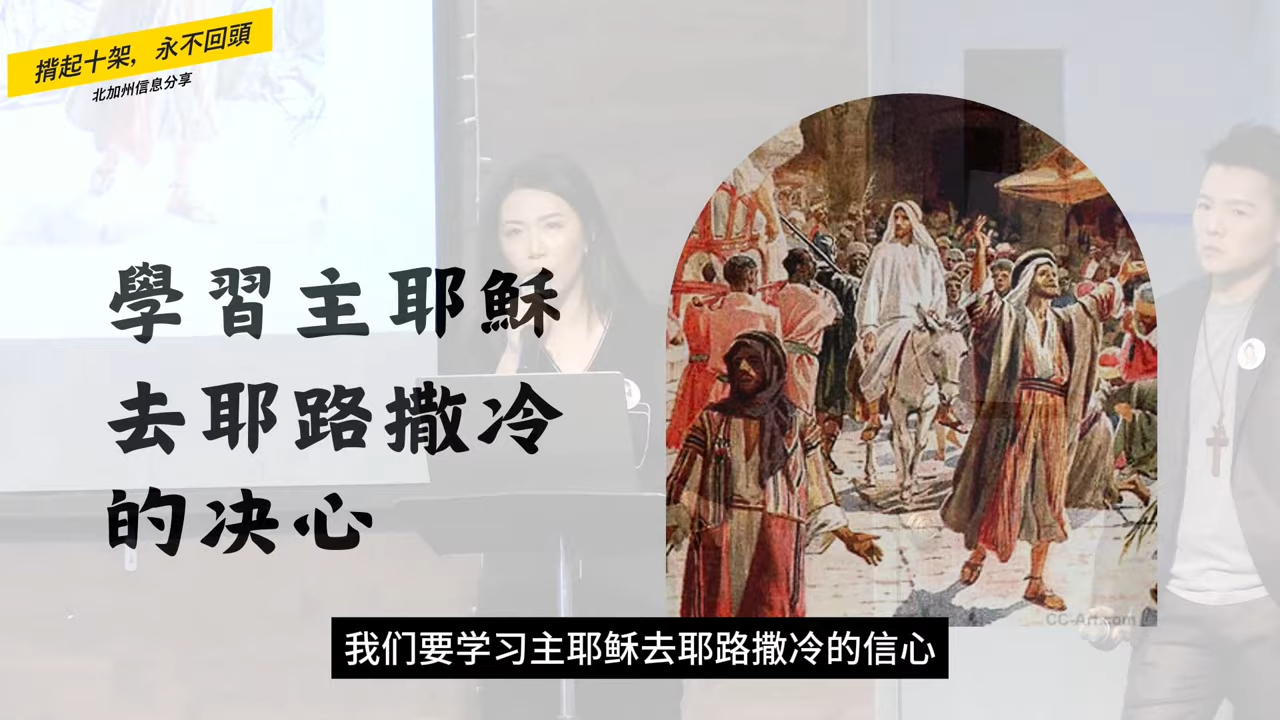 揹起十架，永不回頭
北加州信息分享
學習主耶穌
去耶路撒冷
的决心
CC-Art.com
我们要学习主耶稣去耶路撒冷的信心